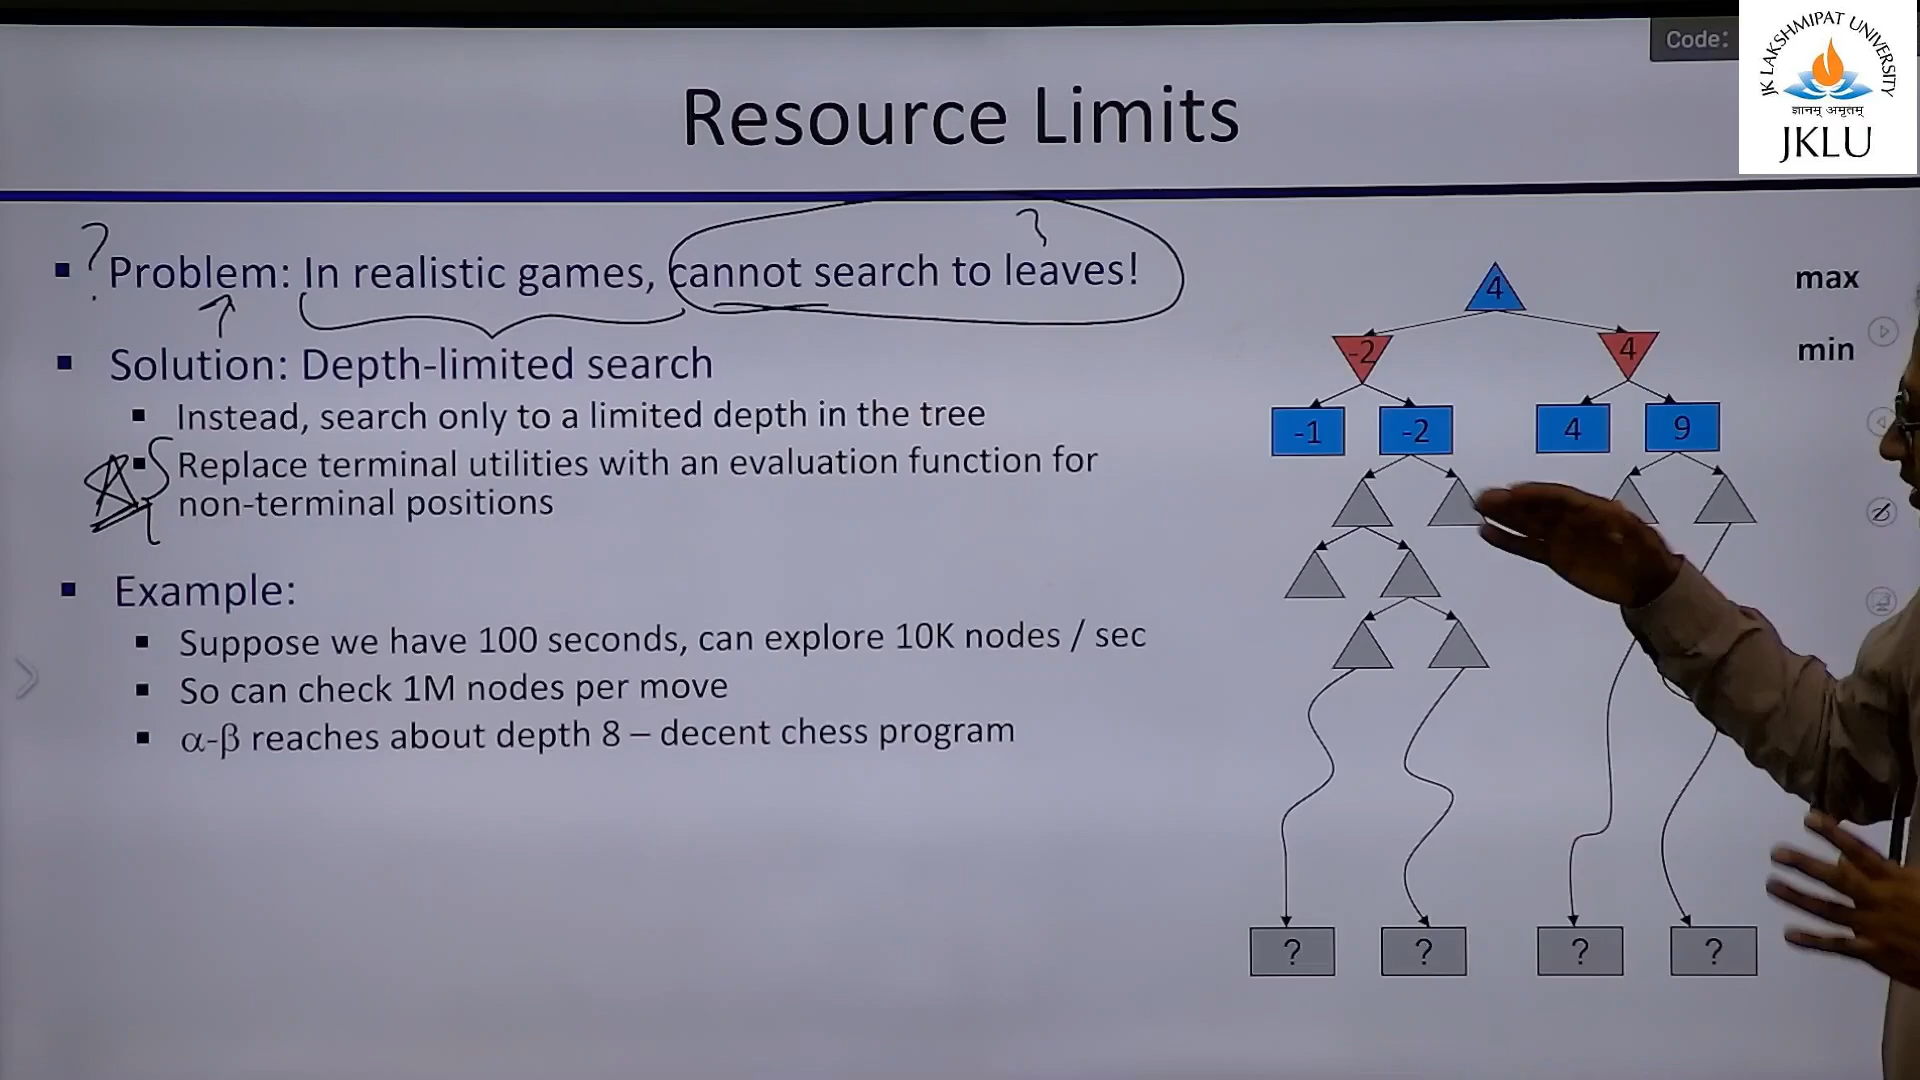 Code:
JK LAKSHMIPAT UNIVERSITY
ज्ञानम् अमृतम्
JKLU
Resource Limits
?
?
▪ Problem: In realistic games, cannot search to leaves!
▪ Solution: Depth-limited search
▪ Instead, search only to a limited depth in the tree
▪ Replace terminal utilities with an evaluation function for
non-terminal positions
▪ Example:
▪ Suppose we have 100 seconds, can explore 10K nodes / sec
▪ So can check 1M nodes per move
▪ α-β reaches about depth 8 – decent chess program
4
max
-2 4
min
-1 -2 4 9
? ? ? ?